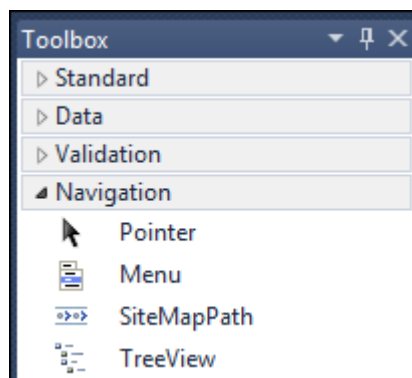 Toolbox
Standard
Data
Validation
Navigation
Pointer
Menu
SiteMapPath
TreeView